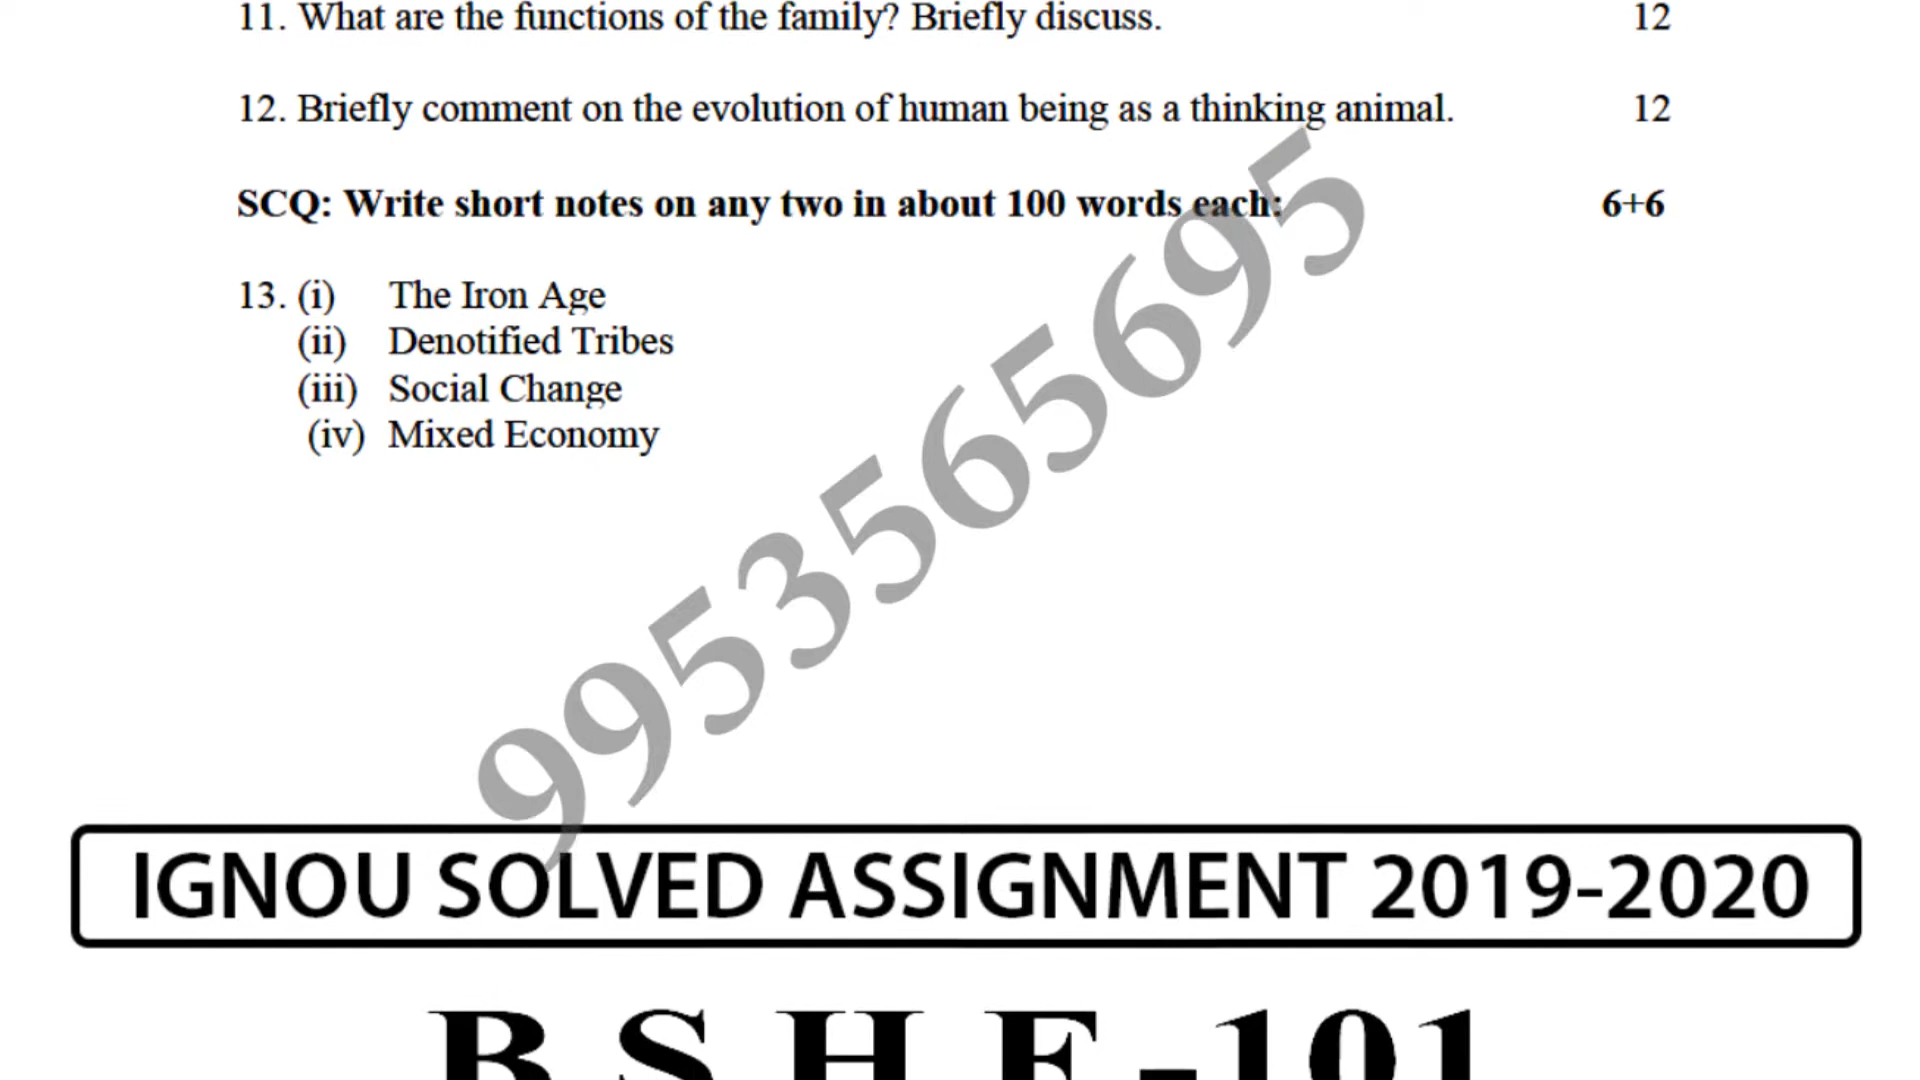 11. What are the functions of the family? Briefly discuss. 12
12. Briefly comment on the evolution of human being as a thinking animal. 12
SCQ: Write short notes on any two in about 100 words each: 6+6
13. (i) The Iron Age
(ii) Denotified Tribes
(iii) Social Change
(iv) Mixed Economy
9953565695
IGNOU SOLVED ASSIGNMENT 2019-2020
B S H F -101